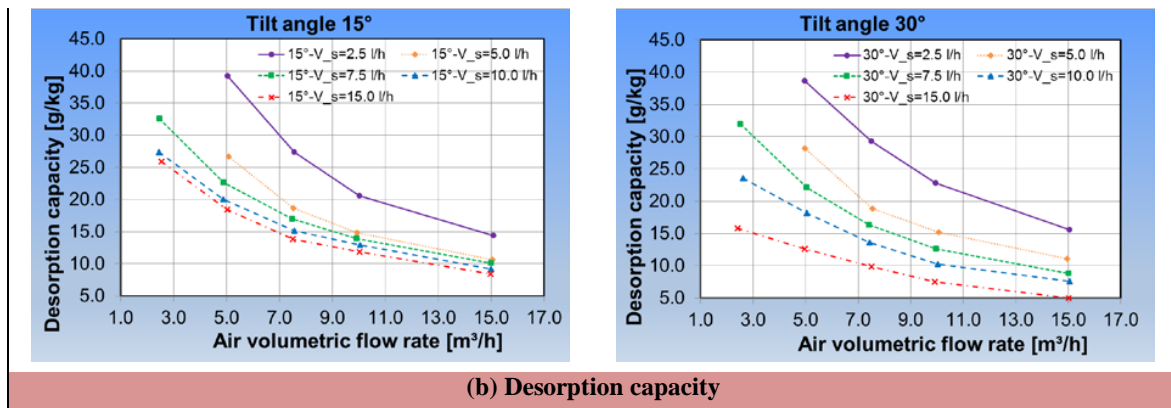 Tilt angle 15°
45.0
40.0
35.0
30.0
25.0
20.0
15.0
10.0
5.0
Desorption capacity [g/kg]
15°-V_s=2.5 l/h
15°-V_s=5.0 l/h
15°-V_s=7.5 l/h
15°-V_s=10.0 l/h
15°-V_s=15.0 l/h
1.0 3.0 5.0 7.0 9.0 11.0 13.0 15.0 17.0
Air volumetric flow rate [m³/h]
Tilt angle 30°
45.0
40.0
35.0
30.0
25.0
20.0
15.0
10.0
5.0
Desorption capacity [g/kg]
30°-V_s=2.5 l/h
30°-V_s=5.0 l/h
30°-V_s=7.5 l/h
30°-V_s=10.0 l/h
30°-V_s=15.0 l/h
1.0 3.0 5.0 7.0 9.0 11.0 13.0 15.0 17.0
Air volumetric flow rate [m³/h]
(b) Desorption capacity